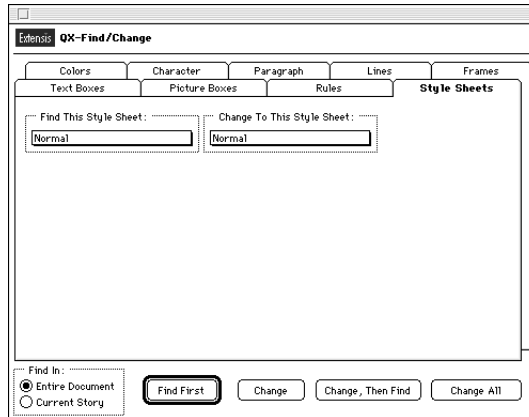 Extensis QX-Find/Change
Colors Character Paragraph Lines Frames
Text Boxes Picture Boxes Rules Style Sheets
Find This Style Sheet: Change To This Style Sheet:
Normal Normal
Find In:
Entire Document
Current Story
Find First Change Change, Then Find Change All